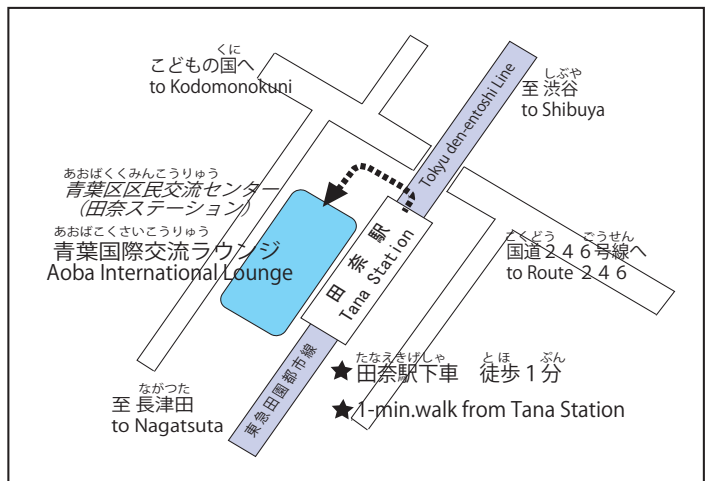 くに
こどもの国へ
to Kodomonokuni
しぶや
至 渋谷
to Shibuya
Tokyu den-entoshi Line
あおばくくみんこうりゅう
青葉区区民交流センター
（田奈ステーション）
あおばこくさいこうりゅう
青葉国際交流ラウンジ
Aoba International Lounge
田奈駅
Tana Station
こくどう ごうせん
国道２４６号線へ
to Route ２４６
東急田園都市線
ながつた
至 長津田
to Nagatsuta
たなえきげしゃ とほ ぷん
★田奈駅下車 徒歩１分
★1-min.walk from Tana Station